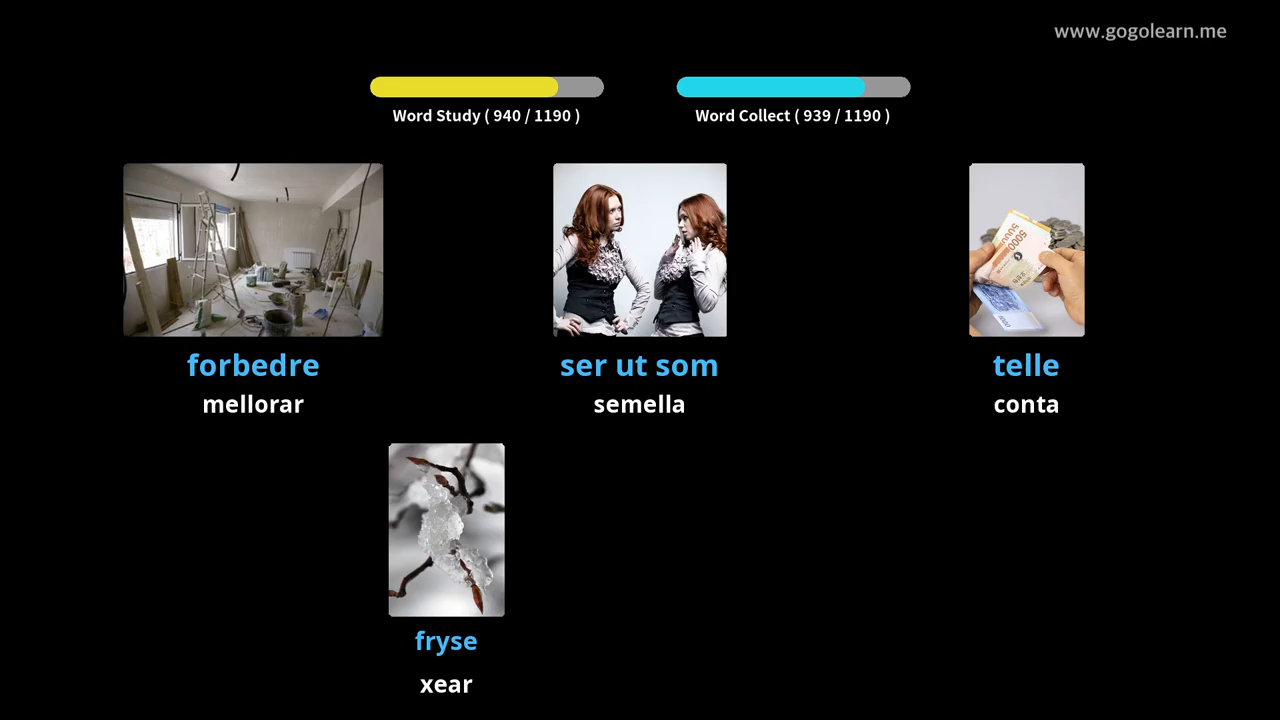 www.gogolearn.me
Word Study ( 940 / 1190 )
Word Collect ( 939 / 1190 )
forbedre
mellorar
ser ut som
semella
telle
conta
fryse
xear